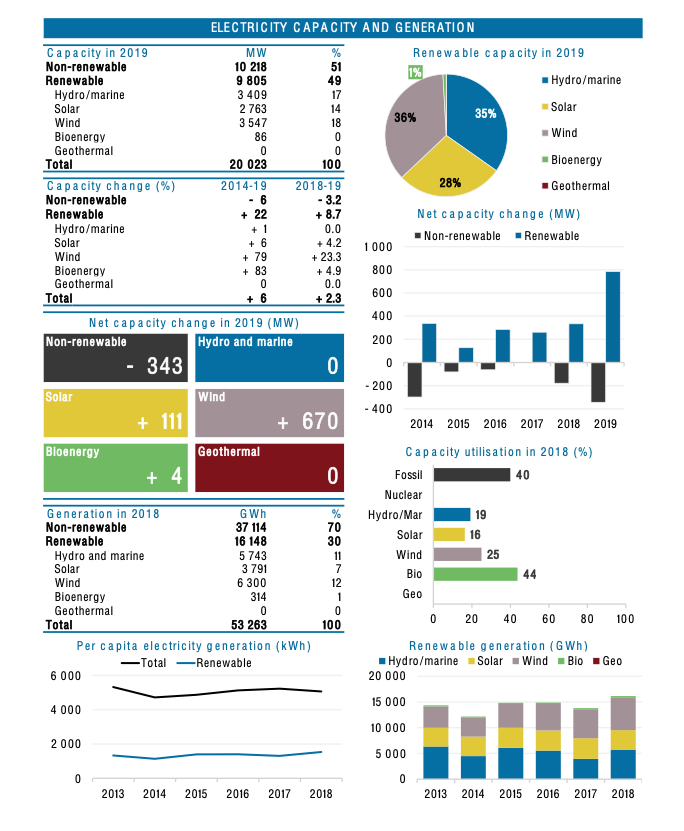 ELECTRICITY CAPACITY AND GENERATION
Capacity in 2019 MW %
Non-renewable 10 218 51
Renewable 9 805 49
Hydro/marine 3 409 17
Solar 2 763 14
Wind 3 547 18
Bioenergy 86 0
Geothermal 0 0
Total 20 023 100
Capacity change (%) 2014-19 2018-19
Non-renewable - 6 - 3.2
Renewable + 22 + 8.7
Hydro/marine + 1 0.0
Solar + 6 + 4.2
Wind + 79 + 23.3
Bioenergy + 83 + 4.9
Geothermal 0 0.0
Total + 6 + 2.3
Net capacity change in 2019 (MW)
Non-renewable
- 343
Hydro and marine
0
Solar
+ 111
Wind
+ 670
Bioenergy
+ 4
Geothermal
0
Generation in 2018 GWh %
Non-renewable 37 114 70
Renewable 16 148 30
Hydro and marine 5 743 11
Solar 3 791 7
Wind 6 300 12
Bioenergy 314 1
Geothermal 0 0
Total 53 263 100
Per capita electricity generation (kWh)
Total Renewable
6 000
4 000
2 000
0
2013 2014 2015 2016 2017 2018
Renewable capacity in 2019
1%
36%
35%
28%
Hydro/marine
Solar
Wind
Bioenergy
Geothermal
Net capacity change (MW)
Non-renewable Renewable
1 000
800
600
400
200
0
- 200
- 400
2014 2015 2016 2017 2018 2019
Capacity utilisation in 2018 (%)
Fossil 40
Nuclear
Hydro/Mar 19
Solar 16
Wind 25
Bio 44
Geo
0 20 40 60 80 100
Renewable generation (GWh)
Hydro/marine Solar Wind Bio Geo
20 000
15 000
10 000
5 000
0
2013 2014 2015 2016 2017 2018